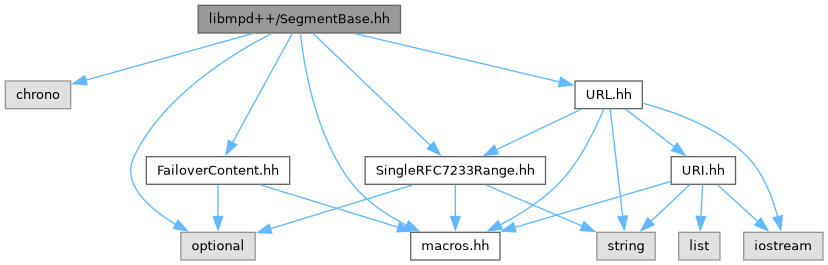 libmpd++/SegmentBase.hh
chrono
URL.hh
FailoverContent.hh
SingleRFC7233Range.hh
URI.hh
optional
macros.hh
string
list
iostream